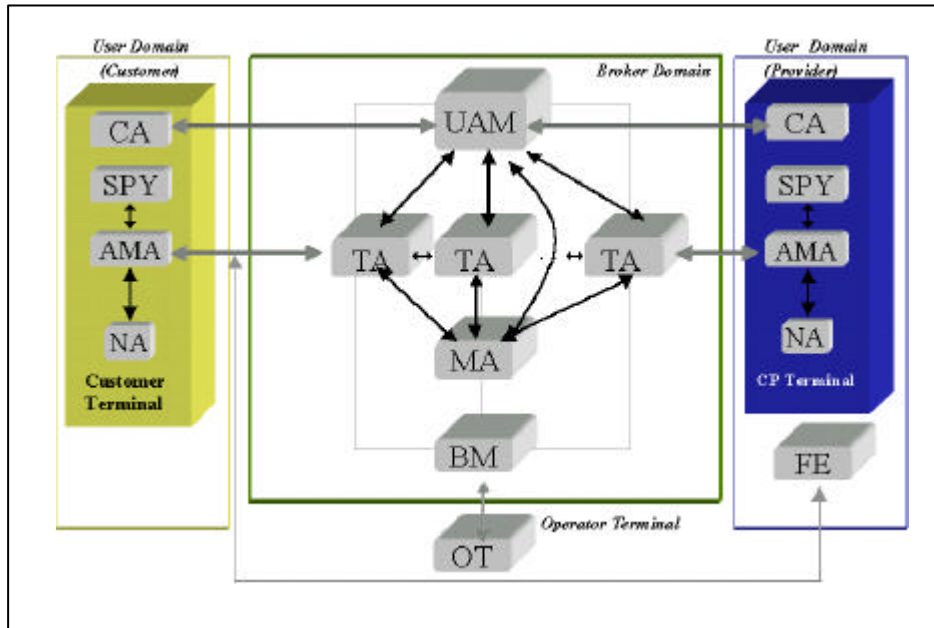 User Domain
(Customer)
CA
SPY
AMA
NA
Customer
Terminal
Broker Domain
UAM
TA
TA
TA
MA
BM
Operator Terminal
OT
User Domain
(Provider)
CA
SPY
AMA
NA
CP Terminal
FE